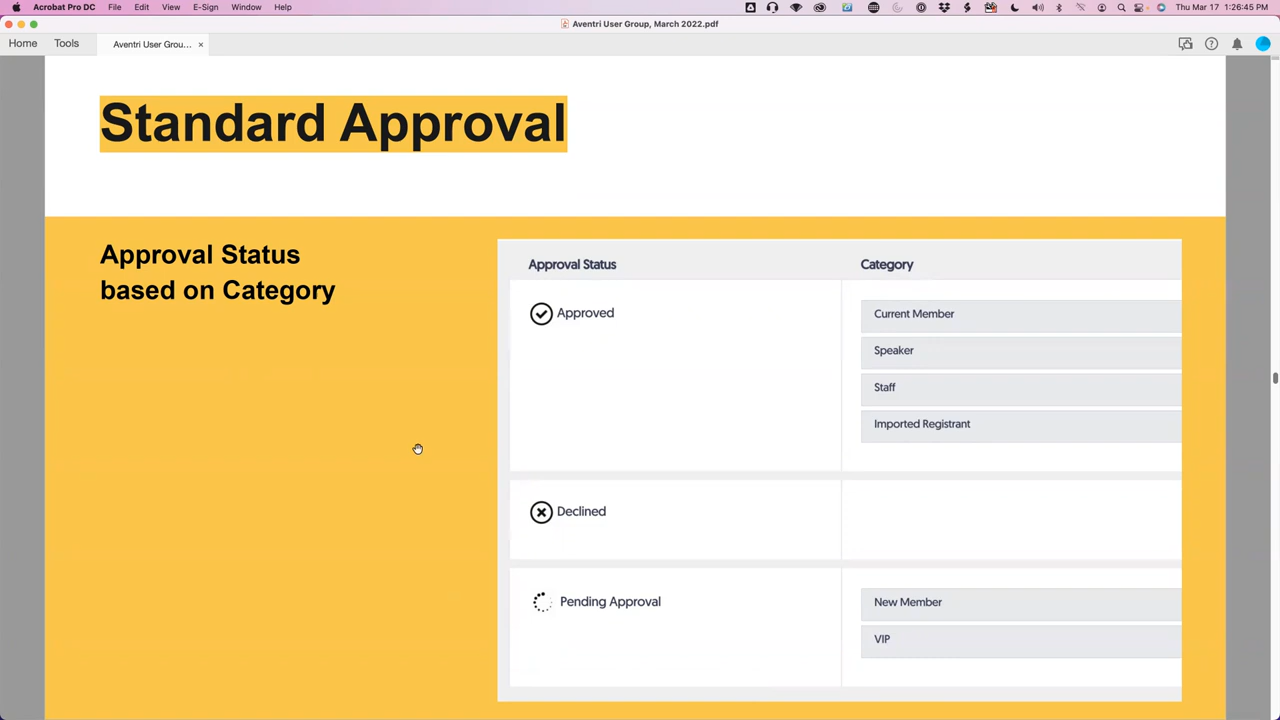 Acrobat Pro DC File Edit View E-Sign Window Help Thu Mar 17 1:26:45 PM
Aventri User Group, March 2022.pdf
Home Tools Aventri User Grou... ×
Standard Approval
Approval Status
based on Category
Approval Status Category
Approved
Current Member
Speaker
Staff
Imported Registrant
Declined
Pending Approval
New Member
VIP